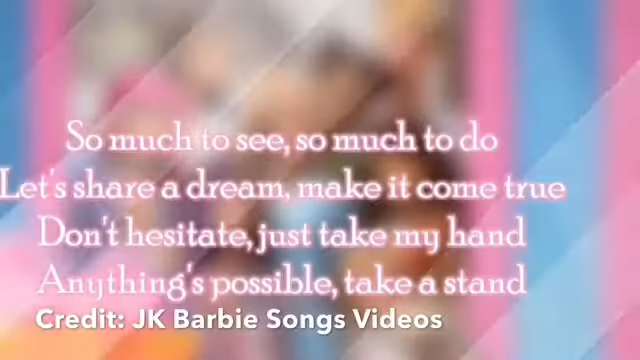 So much to see, so much to do
Let's share a dream, make it come true
Don't hesitate, just take my hand
Anything's possible, take a stand
Credit: JK Barbie Songs Videos